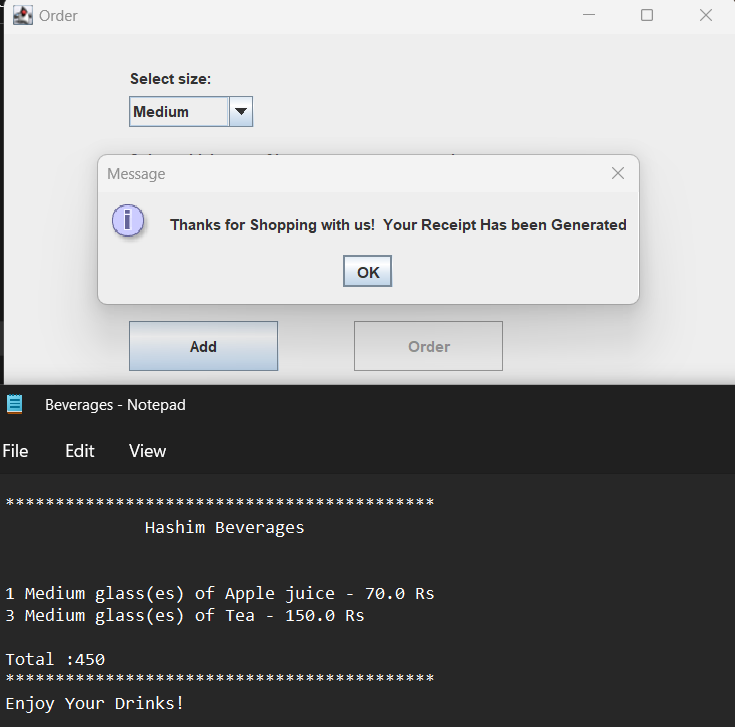 Order
Select size:
Medium
Message
Thanks for Shopping with us!  Your Receipt Has been Generated
OK
Add
Order
Beverages - Notepad
File Edit View
*******************************************
Hashim Beverages
1 Medium glass(es) of Apple juice - 70.0 Rs
3 Medium glass(es) of Tea - 150.0 Rs
Total :450
*******************************************
Enjoy Your Drinks!